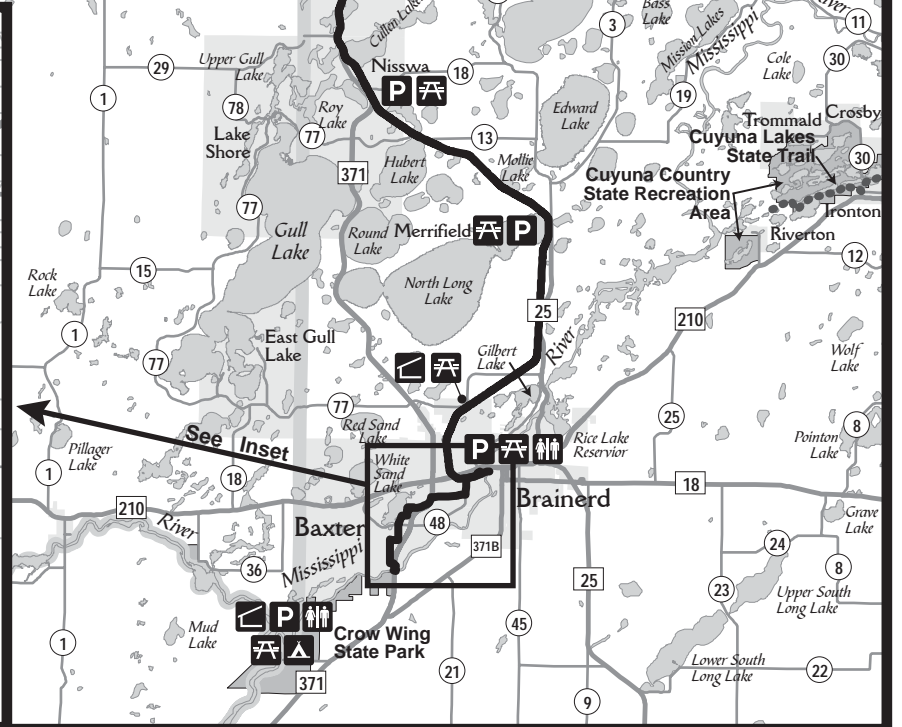 Cullen Lake
Bass
Lake
Mission Lakes
Mississippi
River
3
11
29
Upper Gull
Lake
Nisswa
P
18
Cole
Lake
30
1
78
Roy
Lake
Edward
Lake
19
Lake
Shore
77
13
Trommald
Crosby
Cuyuna Lakes
State Trail
30
371
Hubert
Lake
Mollie
Lake
Cuyuna Country
State Recreation
Area
77
Gull
Lake
Round
Lake
Merrifield
P
Ironton
Riverton
12
15
Rock
Lake
North Long
Lake
25
210
1
East Gull
Lake
River
Wolf
Lake
77
Gilbert
Lake
77
25
8
See Inset
Red Sand
Lake
P
Rice Lake
Reservior
Pointon
Lake
Pillager
Lake
1
18
White
Sand
Lake
18
210
River
Brainerd
Grave
Lake
Baxter
48
371B
24
36
Mississippi
25
23
8
Upper South
Long Lake
P
Mud
Lake
45
Crow Wing
State Park
1
371
21
Lower South
Long Lake
22
9